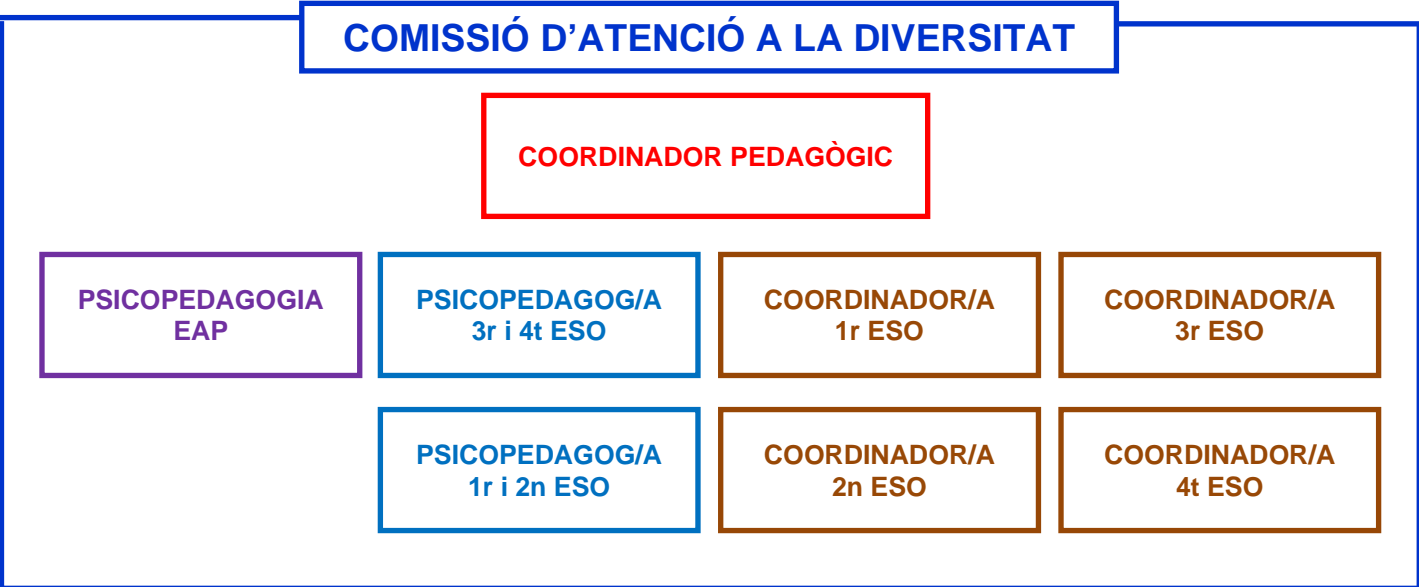 COMISSIÓ D'ATENCIÓ A LA DIVERSITAT
COORDINADOR PEDAGÒGIC
PSICOPEDAGOGIA
EAP
PSICOPEDAGOG/A
3r i 4t ESO
COORDINADOR/A
1r ESO
COORDINADOR/A
3r ESO
PSICOPEDAGOG/A
1r i 2n ESO
COORDINADOR/A
2n ESO
COORDINADOR/A
4t ESO